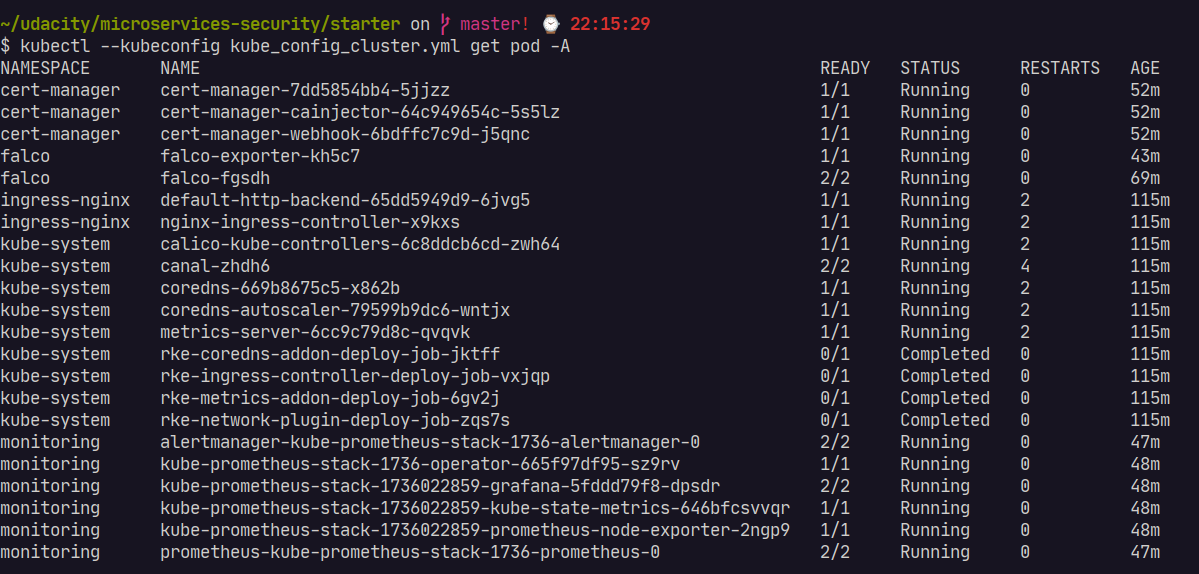 ~/udacity/microservices-security/starter on master! ⌚ 22:15:29
$ kubectl --kubeconfig kube_config_cluster.yml get pod -A
NAMESPACE NAME READY STATUS RESTARTS AGE
cert-manager cert-manager-7dd5854bb4-5jjzz 1/1 Running 0 52m
cert-manager cert-manager-cainjector-64c949654c-5s5lz 1/1 Running 0 52m
cert-manager cert-manager-webhook-6bdffc7c9d-j5qnc 1/1 Running 0 52m
falco falco-exporter-kh5c7 1/1 Running 0 43m
falco falco-fgsdh 2/2 Running 0 69m
ingress-nginx default-http-backend-65dd5949d9-6jvg5 1/1 Running 2 115m
ingress-nginx nginx-ingress-controller-x9kxs 1/1 Running 2 115m
kube-system calico-kube-controllers-6c8ddcb6cd-zwh64 1/1 Running 2 115m
kube-system canal-zhdh6 2/2 Running 4 115m
kube-system coredns-669b8675c5-x862b 1/1 Running 2 115m
kube-system coredns-autoscaler-79599b9dc6-wntjx 1/1 Running 2 115m
kube-system metrics-server-6cc9c79d8c-qvqvk 1/1 Running 2 115m
kube-system rke-coredns-addon-deploy-job-jktff 0/1 Completed 0 115m
kube-system rke-ingress-controller-deploy-job-vxjqp 0/1 Completed 0 115m
kube-system rke-metrics-addon-deploy-job-6gv2j 0/1 Completed 0 115m
kube-system rke-network-plugin-deploy-job-zqs7s 0/1 Completed 0 115m
monitoring alertmanager-kube-prometheus-stack-1736-alertmanager-0 2/2 Running 0 47m
monitoring kube-prometheus-stack-1736-operator-665f97df95-sz9rv 1/1 Running 0 48m
monitoring kube-prometheus-stack-1736022859-grafana-5fddd79f8-dpsdr 2/2 Running 0 48m
monitoring kube-prometheus-stack-1736022859-kube-state-metrics-646bfcsvvqr 1/1 Running 0 48m
monitoring kube-prometheus-stack-1736022859-prometheus-node-exporter-2ngp9 1/1 Running 0 48m
monitoring prometheus-kube-prometheus-stack-1736-prometheus-0 2/2 Running 0 47m